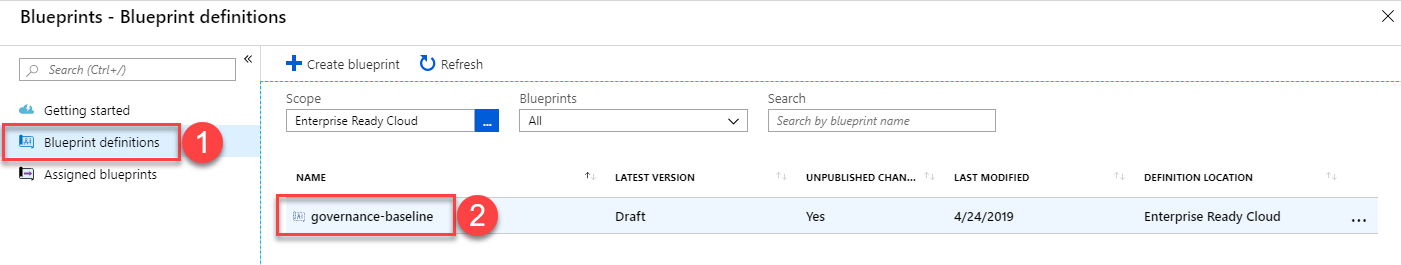 Blueprints - Blueprint definitions
Search (Ctrl+/)
Getting started
Blueprint definitions
1
Assigned blueprints
Create blueprint
Refresh
Scope
Enterprise Ready Cloud
...
Blueprints
All
Search
Search by blueprint name
NAME LATEST VERSION UNPUBLISHED CHAN... LAST MODIFIED DEFINITION LOCATION
governance-baseline 2 Draft Yes 4/24/2019 Enterprise Ready Cloud ...